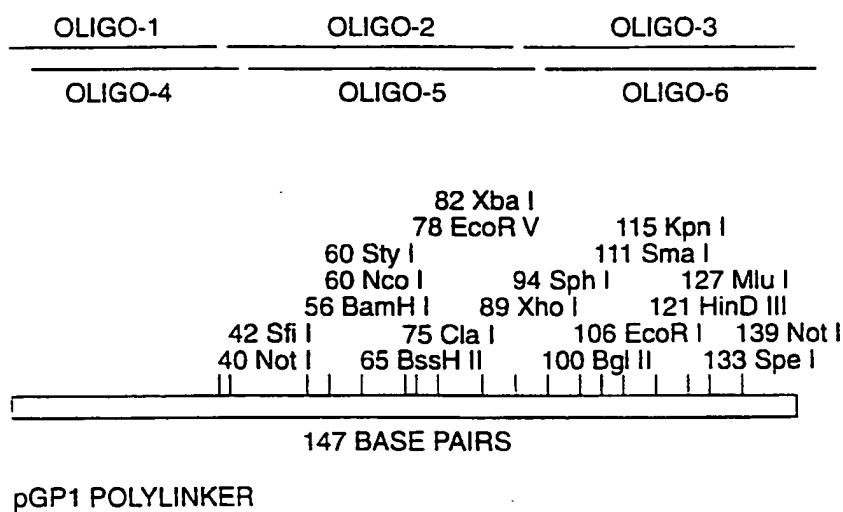 OLIGO-1 OLIGO-2 OLIGO-3
OLIGO-4 OLIGO-5 OLIGO-6
82 Xba I
78 EcoR V 115 Kpn I
60 Sty I 111 Sma I
60 Nco I 94 Sph I 127 Mlu I
56 BamH I 89 Xho I 121 HinD III
42 Sfi I 75 Cla I 106 EcoR I 139 Not I
40 Not I 65 BssH II 100 Bgl II 133 Spe I
147 BASE PAIRS
pGP1 POLYLINKER